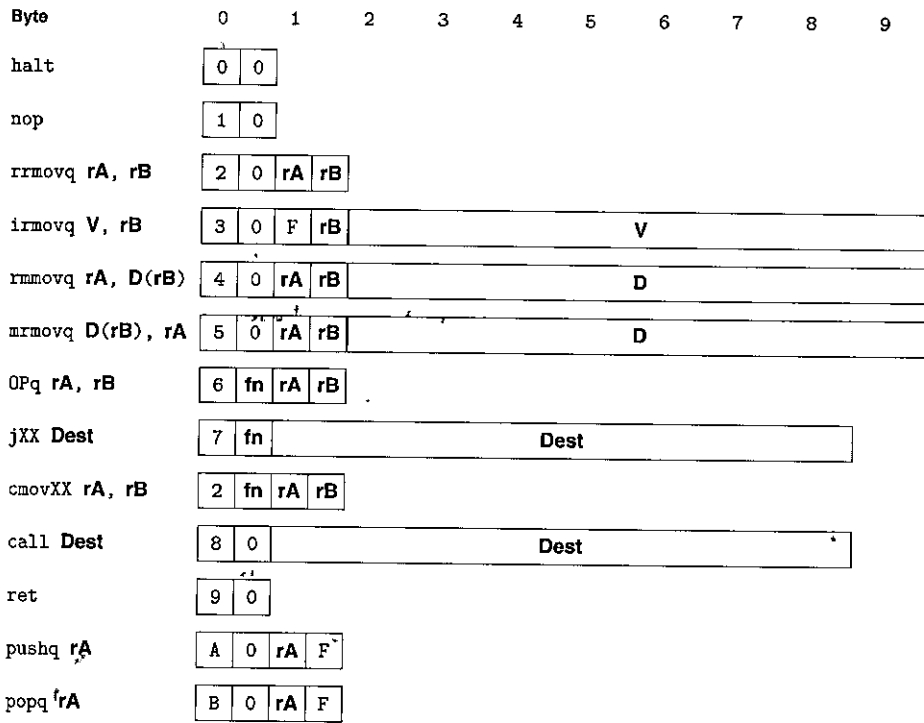 Byte 0 1 2 3 4 5 6 7 8 9
halt 0 0
nop 1 0
rrmovq rA, rB 2 0 rA rB
irmovq V, rB 3 0 F rB V
rmmovq rA, D(rB) 4 0 rA rB D
mrmovq D(rB), rA 5 0 rA rB D
OPq rA, rB 6 fn rA rB
jXX Dest 7 fn Dest
cmovXX rA, rB 2 fn rA rB
call Dest 8 0 Dest
ret 9 0
pushq rA A 0 rA F
popq rA B 0 rA F